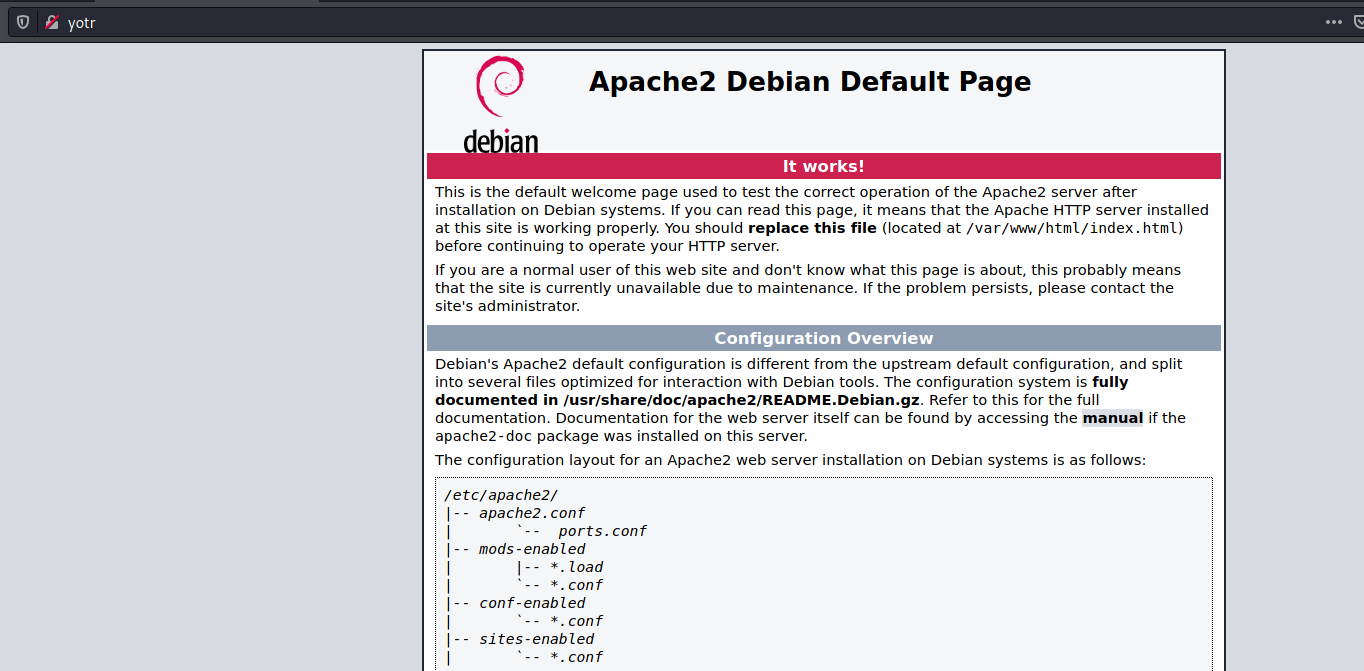 yotr
debian
Apache2 Debian Default Page
It works!
This is the default welcome page used to test the correct operation of the Apache2 server after
installation on Debian systems. If you can read this page, it means that the Apache HTTP server installed
at this site is working properly. You should replace this file (located at /var/www/html/index.html)
before continuing to operate your HTTP server.
If you are a normal user of this web site and don't know what this page is about, this probably means
that the site is currently unavailable due to maintenance. If the problem persists, please contact the
site's administrator.
Configuration Overview
Debian's Apache2 default configuration is different from the upstream default configuration, and split
into several files optimized for interaction with Debian tools. The configuration system is fully
documented in /usr/share/doc/apache2/README.Debian.gz. Refer to this for the full
documentation. Documentation for the web server itself can be found by accessing the manual if the
apache2-doc package was installed on this server.
The configuration layout for an Apache2 web server installation on Debian systems is as follows:
/etc/apache2/
|-- apache2.conf
|       `--  ports.conf
|-- mods-enabled
|       |-- *.load
|       `-- *.conf
|-- conf-enabled
|       `-- *.conf
|-- sites-enabled
|       `-- *.conf